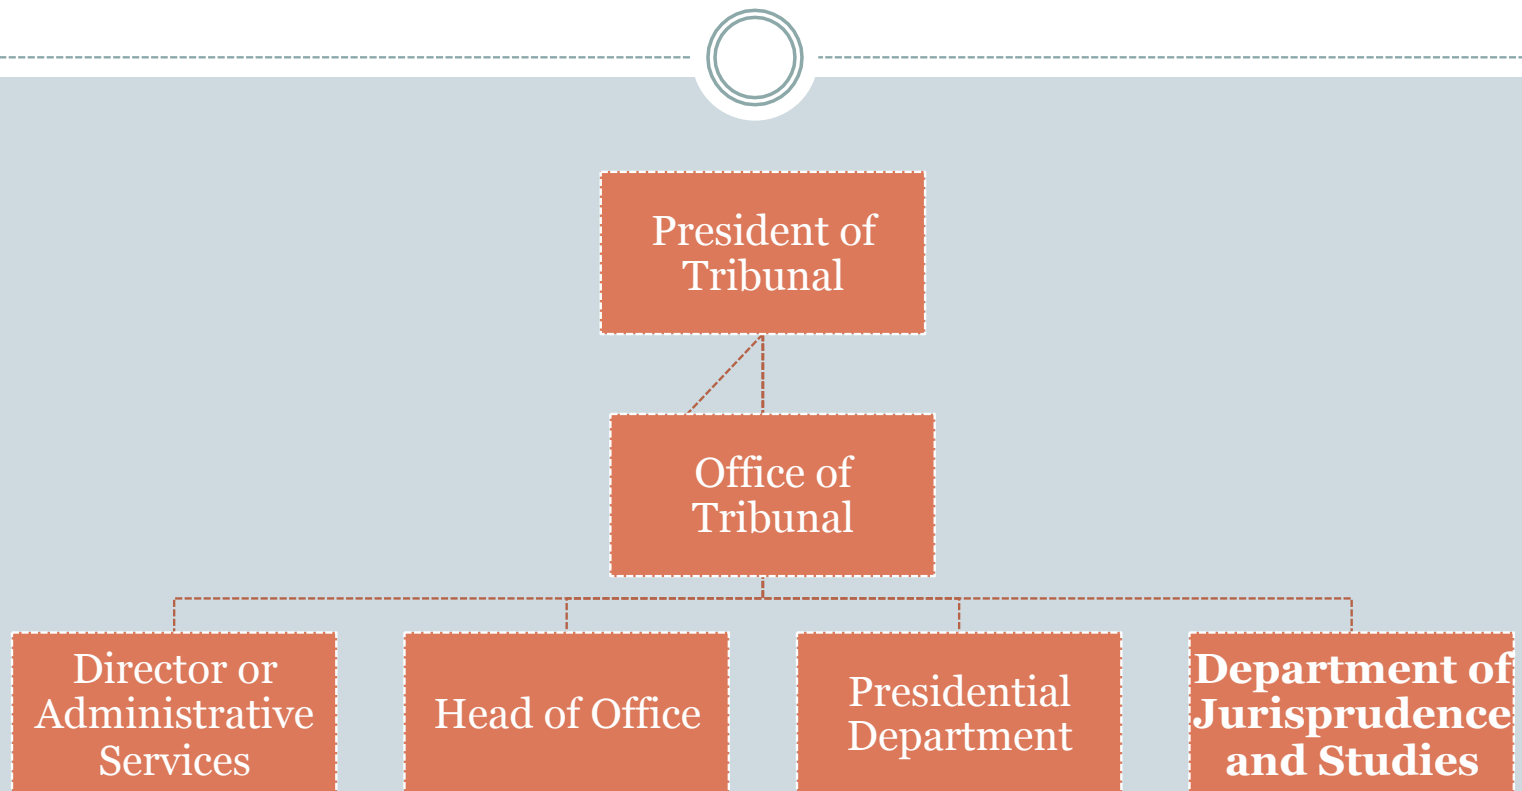 President of
Tribunal
Office of
Tribunal
Director or
Administrative
Services
Head of Office
Presidential
Department
Department of
Jurisprudence
and Studies